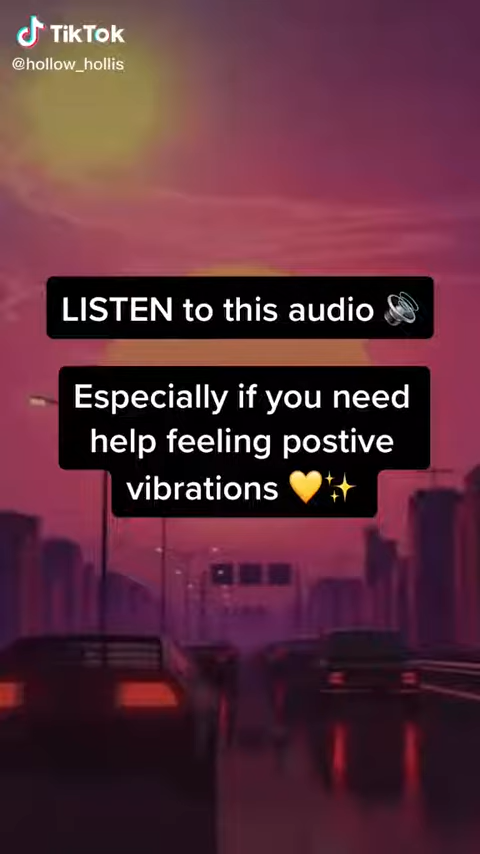 TikTok
@hollow_hollis
LISTEN to this audio 🔊
Especially if you need
help feeling postive
vibrations 💛✨